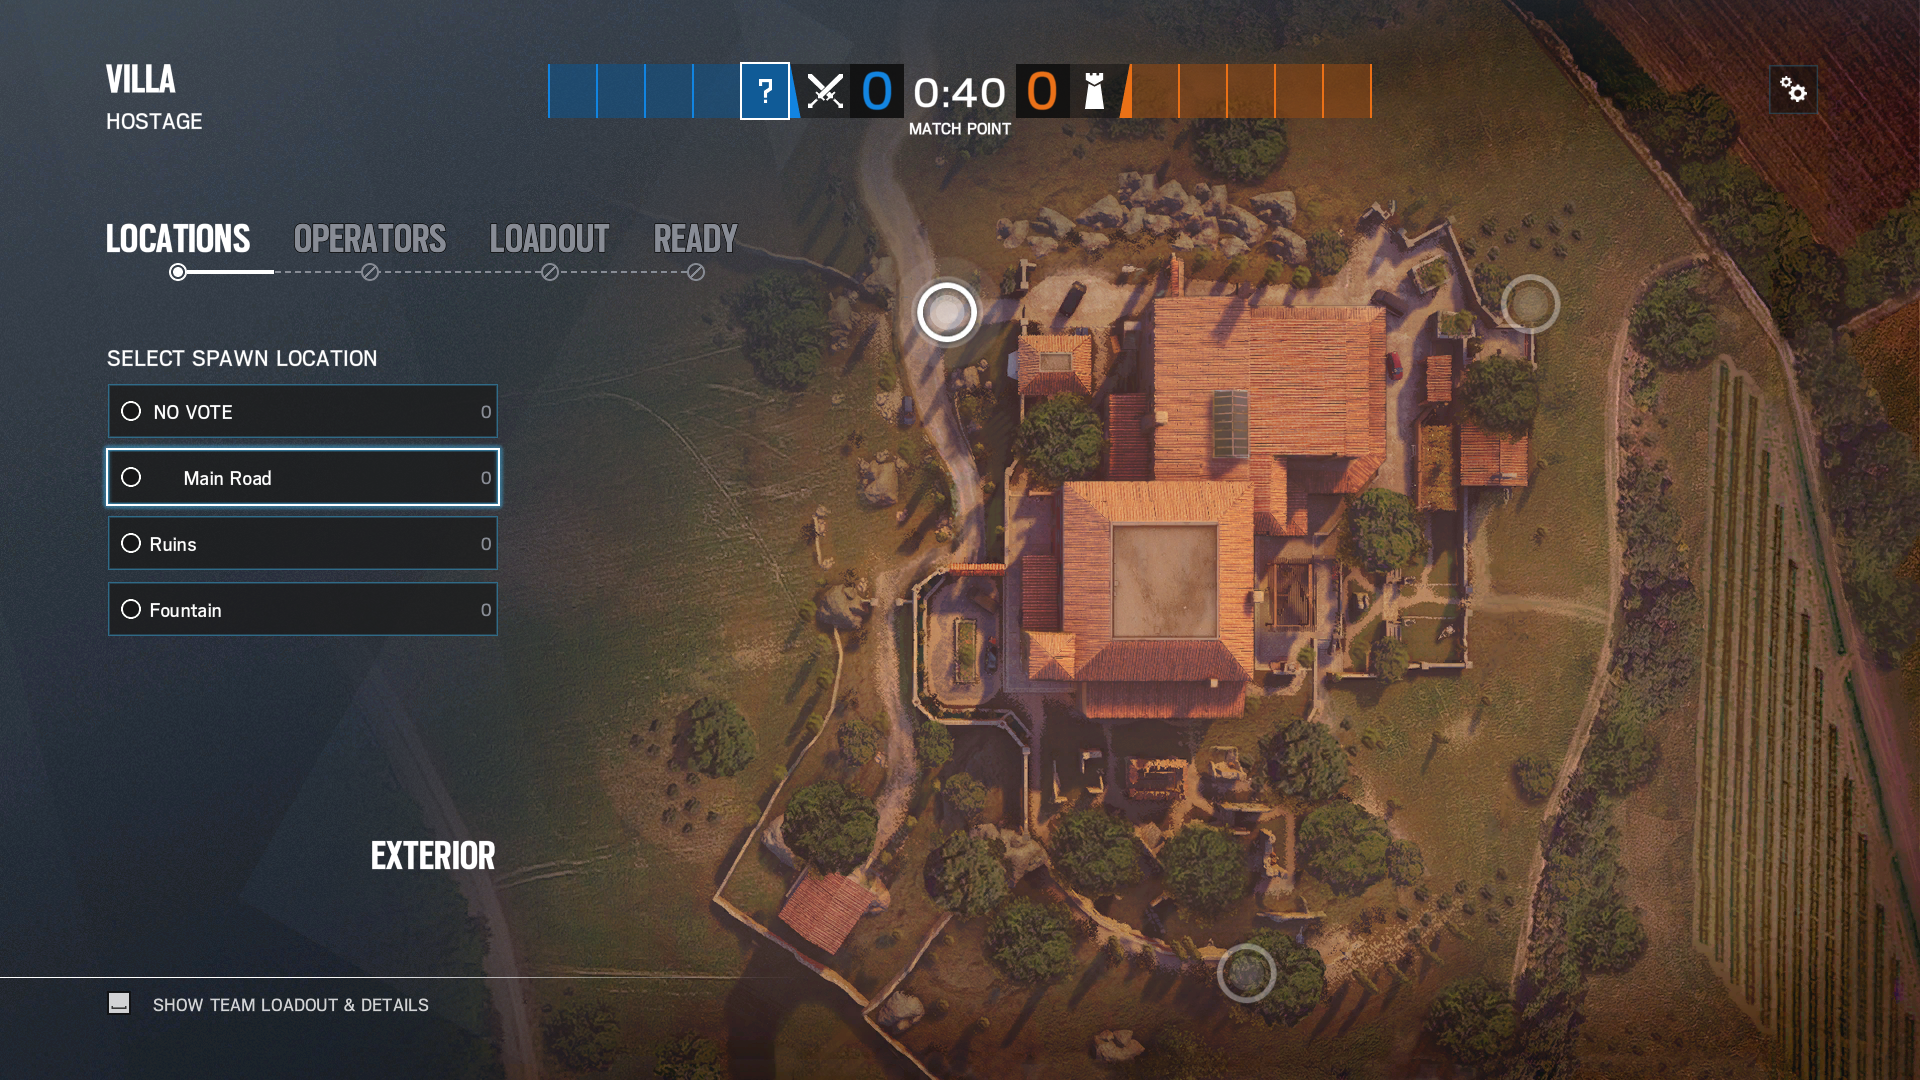 VILLA
HOSTAGE
?
0
0:40
0
MATCH POINT
LOCATIONS
OPERATORS
LOADOUT
READY
SELECT SPAWN LOCATION
NO VOTE 0
Main Road 0
Ruins 0
Fountain 0
EXTERIOR
SHOW TEAM LOADOUT & DETAILS